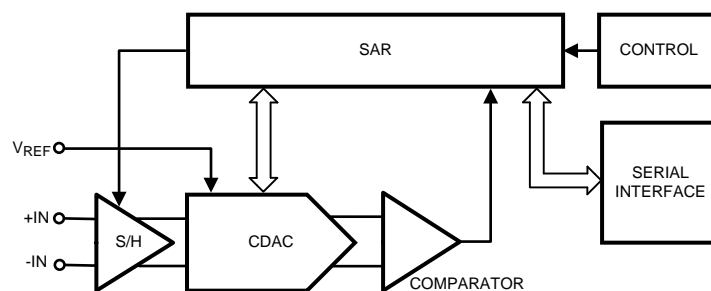 SAR
CONTROL
VREF
SERIAL
INTERFACE
+IN
S/H
CDAC
-IN
COMPARATOR